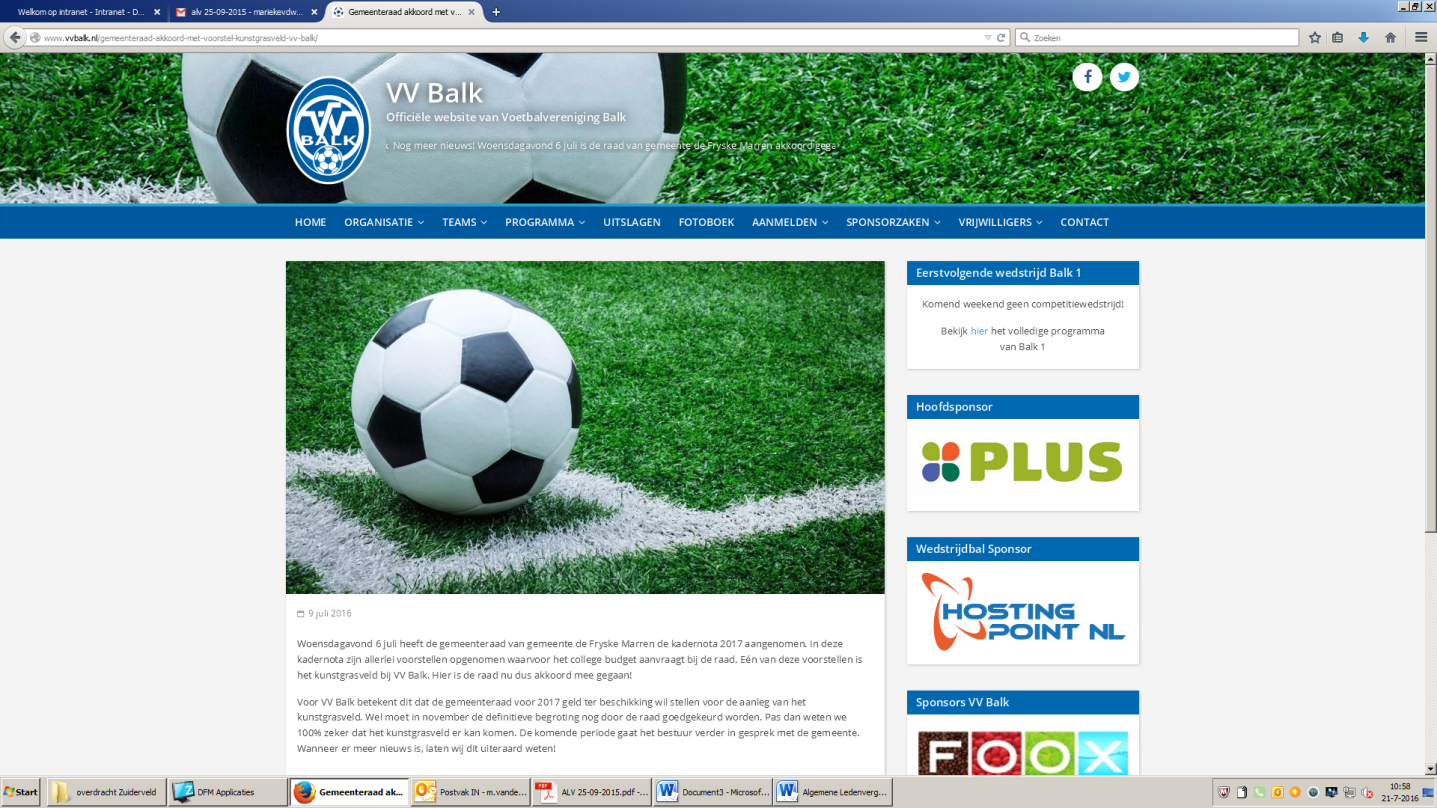 Welkom op intranet - Intranet - D...
alv 25-09-2015 - mariekevdw...
Gemeenteraad akkoord met v...
www.vvbalk.nl/gemeenteraad-akkoord-met-voorstel-kunstgrasveld-vv-balk/
Zoeken
VV Balk
Officiële website van Voetbalvereniging Balk
k Nog meer nieuws! Woensdagavond 6 juli is de raad van gemeente de Fryske Marren akkoord gega
BALK
HOME ORGANISATIE TEAMS PROGRAMMA UITSLAGEN FOTOBOEK AANMELDEN SPONSORZAKEN VRIJWILLIGERS CONTACT
9 juli 2016
Woensdagavond 6 juli heeft de gemeenteraad van gemeente de Fryske Marren de kadernota 2017 aangenomen. In deze
kadernota zijn allerlei voorstellen opgenomen waarvoor het college budget aanvraagt bij de raad. Eén van deze voorstellen is
het kunstgrasveld bij VV Balk. Hier is de raad nu dus akkoord mee gegaan!
Voor VV Balk betekent dit dat de gemeenteraad voor 2017 geld ter beschikking wil stellen voor de aanleg van het
kunstgrasveld. Wel moet in november de definitieve begroting nog door de raad goedgekeurd worden. Pas dan weten we
100% zeker dat het kunstgrasveld er kan komen. De komende periode gaat het bestuur verder in gesprek met de gemeente.
Wanneer er meer nieuws is, laten wij dit uiteraard weten!
Eerstvolgende wedstrijd Balk 1
Komend weekend geen competitiewedstrijd!
Bekijk hier het volledige programma
van Balk 1
Hoofdsponsor
PLUS
Wedstrijdbal Sponsor
HOSTING
POINT NL
Sponsors VV Balk
FOOX
Start
overdracht Zuiderveld
DFM Applicaties
Gemeenteraad ak...
Postvak IN - m.vande...
ALV 25-09-2015.pdf -...
Document3 - Microsof...
Algemene Ledenverg...
10:58
21-7-2016